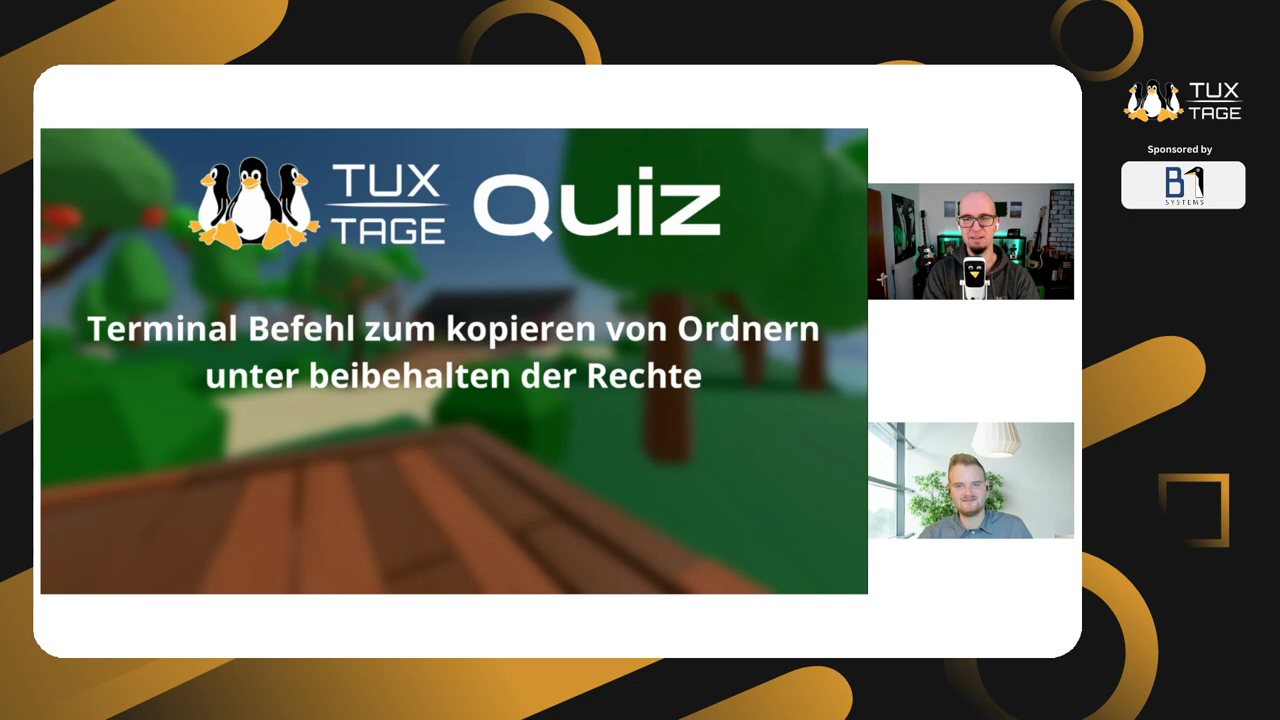 TUX
TAGE
Quiz
Terminal Befehl zum kopieren von Ordnern
unter beibehalten der Rechte
TUX
TAGE
Sponsored by
B1
SYSTEMS